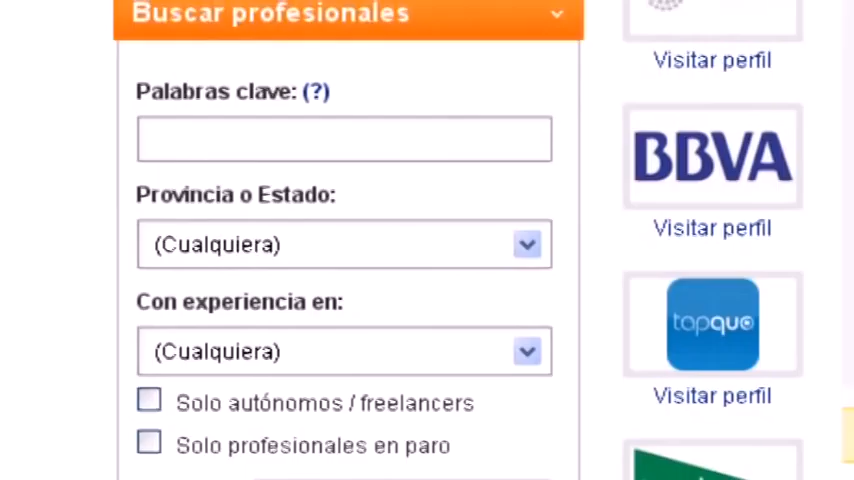 Buscar profesionales
Palabras clave: (?)
Provincia o Estado:
(Cualquiera)
Con experiencia en:
(Cualquiera)
Solo autónomos / freelancers
Solo profesionales en paro
Visitar perfil
BBVA
Visitar perfil
tapquo
Visitar perfil